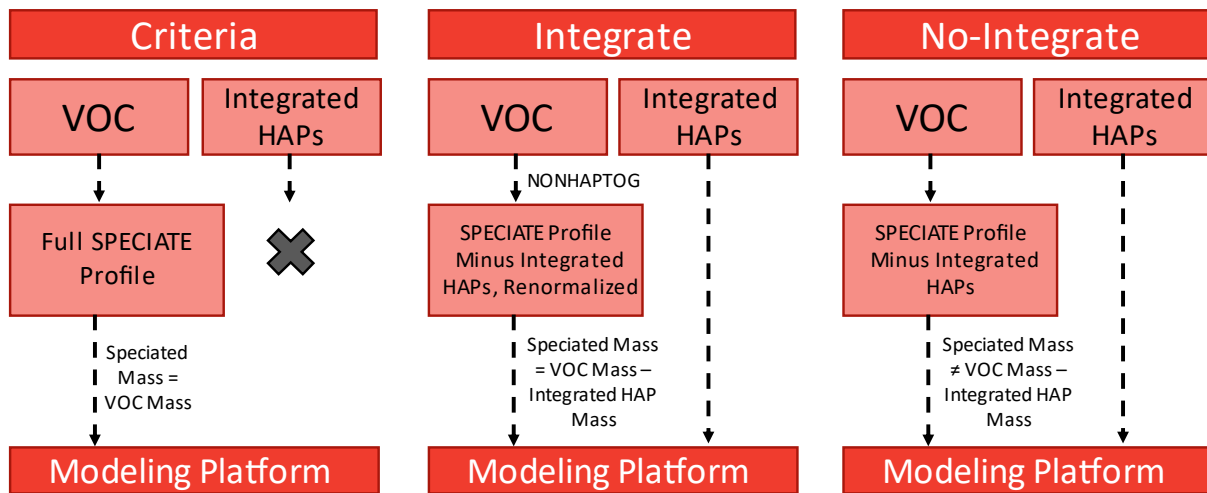 Criteria
VOC
Integrated
HAPs
Full SPECIATE
Profile
Speciated
Mass =
VOC Mass
Modeling Platform
Integrate
VOC
Integrated
HAPs
NONHAPTOG
SPECIATE Profile
Minus Integrated
HAPs, Renormalized
Speciated Mass
= VOC Mass –
Integrated HAP
Mass
Modeling Platform
No-Integrate
VOC
Integrated
HAPs
SPECIATE Profile
Minus Integrated
HAPs
Speciated Mass
≠ VOC Mass –
Integrated HAP
Mass
Modeling Platform